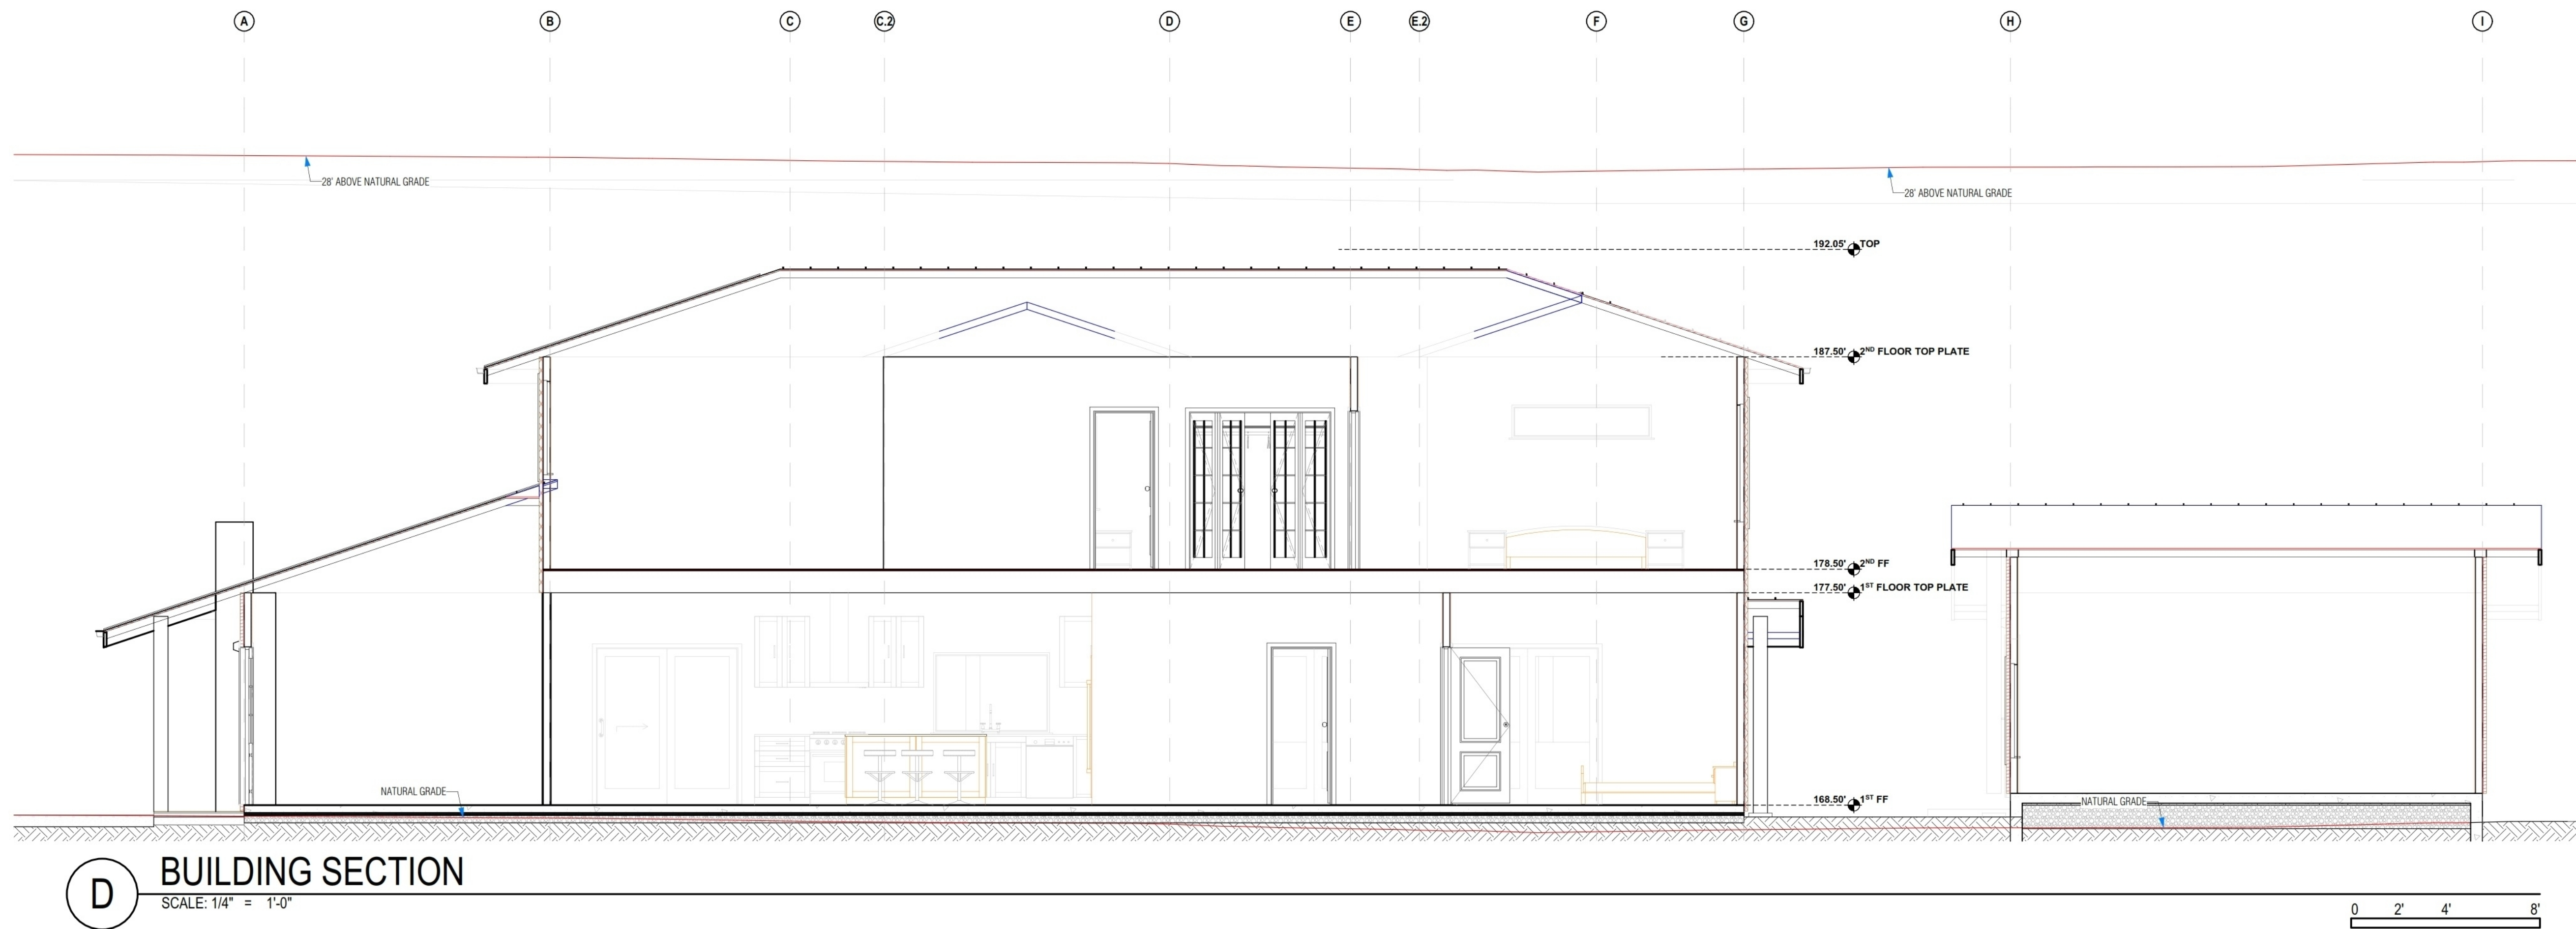 A B C C.2 D E E.2 F G H I
28' ABOVE NATURAL GRADE
28' ABOVE NATURAL GRADE
192.05' TOP
187.50' 2ND FLOOR TOP PLATE
178.50' 2ND FF
177.50' 1ST FLOOR TOP PLATE
NATURAL GRADE
168.50' 1ST FF
NATURAL GRADE
D BUILDING SECTION
SCALE: 1/4" = 1'-0"
0 2' 4' 8'